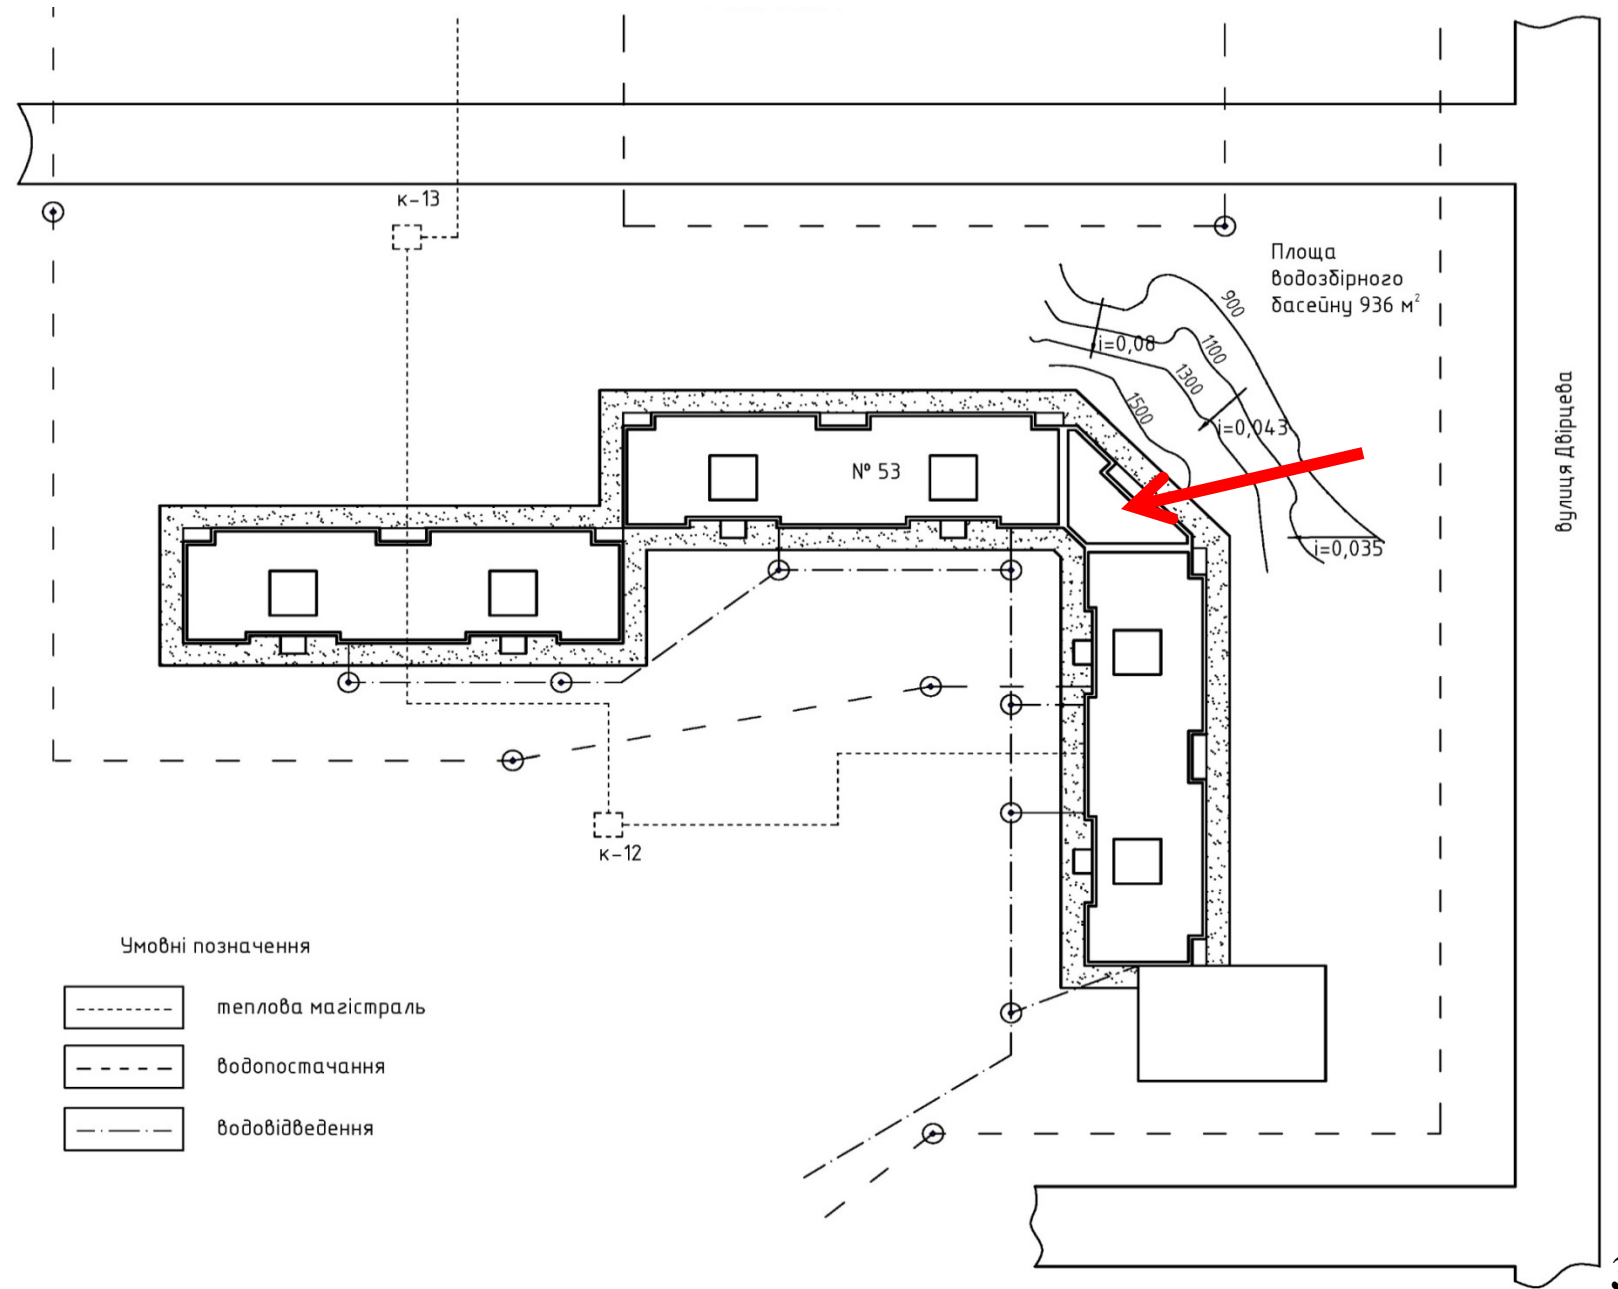 к-13
Площа
водозбірного
басейну 936 м²
900
i=0,08
1100
1300
1500
i=0,043
№ 53
i=0,035
вулиця Двірцева
к-12
Умовні позначення
теплова магістраль
водопостачання
водовідведення